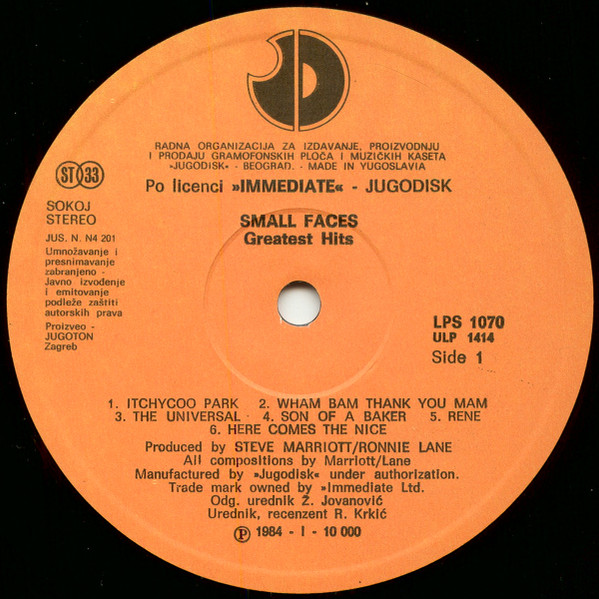 JD
RADNA ORGANIZACIJA ZA IZDAVANJE, PROIZVODNJU
I PRODAJU GRAMOFONSKIH PLOČA I MUZIČKIH KASETA
»JUGODISK« - BEOGRAD. - MADE IN YUGOSLAVIA
ST 33
Po licenci »IMMEDIATE« - JUGODISK
SOKOJ
STEREO
SMALL FACES
Greatest Hits
JUS. N. N4 201
Umnožavanje i
presnimavanje
zabranjeno -
Javno izvođenje
i emitovanje
podleže zaštiti
autorskih prava
Proizveo -
JUGOTON
Zagreb
LPS 1070
ULP 1414
Side 1
1. ITCHYCOO PARK 2. WHAM BAM THANK YOU MAM
3. THE UNIVERSAL 4. SON OF A BAKER 5. RENE
6. HERE COMES THE NICE
Produced by STEVE MARRIOTT/RONNIE LANE
All compositions by Marriott/Lane
Manufactured by »Jugodisk« under authorization.
Trade mark owned by »Immediate Ltd.
Odg. urednik Ž. Jovanović
Urednik, recenzent R. Krkić
Ⓟ 1984 - I - 10 000